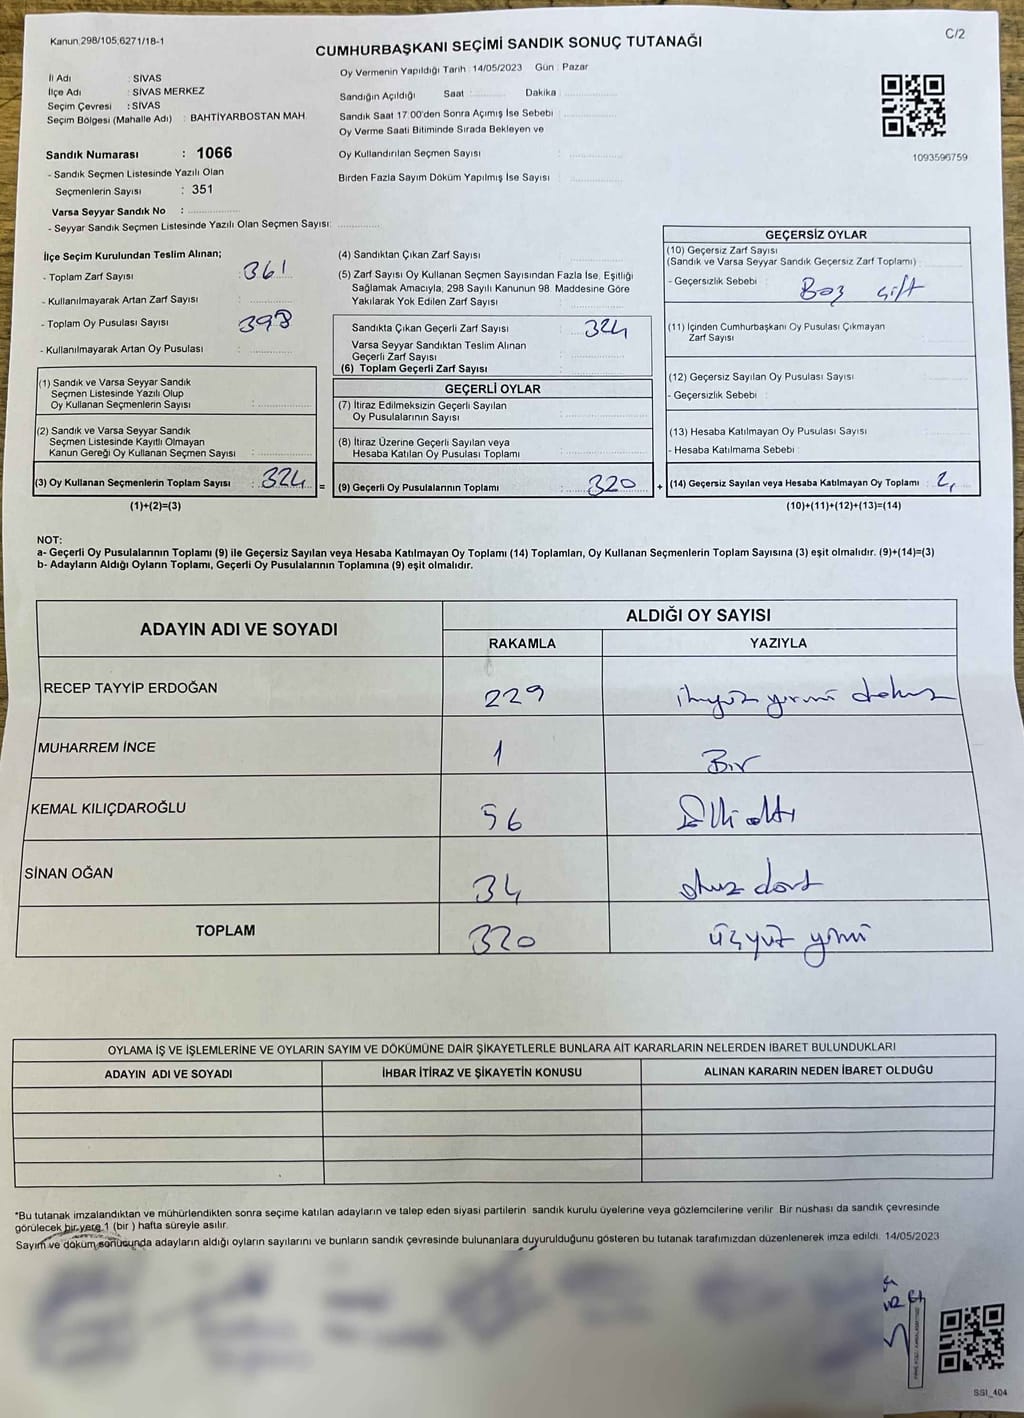 Kanun 298/105,6271/18-1
C/2
CUMHURBAŞKANI SEÇİMİ SANDIK SONUÇ TUTANAĞI
İl Adı : SİVAS
İlçe Adı : SİVAS MERKEZ
Seçim Çevresi : SİVAS
Seçim Bölgesi (Mahalle Adı) : BAHTİYARBOSTAN MAH.
Oy Vermenin Yapıldığı Tarih : 14/05/2023 Gün : Pazar
Sandığın Açıldığı Saat : Dakika :
Sandık Saat 17:00'den Sonra Açımış İse Sebebi :
Oy Verme Saati Bitiminde Sırada Bekleyen ve
Oy Kullandırılan Seçmen Sayısı :
Birden Fazla Sayım Döküm Yapılmış İse Sayısı :
1093596759
Sandık Numarası : 1066
- Sandık Seçmen Listesinde Yazılı Olan
Seçmenlerin Sayısı : 351
Varsa Seyyar Sandık No :
- Seyyar Sandık Seçmen Listesinde Yazılı Olan Seçmen Sayısı:
İlçe Seçim Kurulundan Teslim Alınan;
- Toplam Zarf Sayısı : 361
- Kullanılmayarak Artan Zarf Sayısı :
- Toplam Oy Pusulası Sayısı : 398
- Kullanılmayarak Artan Oy Pusulası :
(1) Sandık ve Varsa Seyyar Sandık
Seçmen Listesinde Yazılı Olup
Oy Kullanan Seçmenlerin Sayısı :
(2) Sandık ve Varsa Seyyar Sandık
Seçmen Listesinde Kayıtlı Olmayan
Kanun Gereği Oy Kullanan Seçmen Sayısı :
(3) Oy Kullanan Seçmenlerin Toplam Sayısı : 324 =
(1)+(2)=(3)
(4) Sandıktan Çıkan Zarf Sayısı :
(5) Zarf Sayısı Oy Kullanan Seçmen Sayısından Fazla İse, Eşitliği
Sağlamak Amacıyla; 298 Sayılı Kanunun 98. Maddesine Göre
Yakılarak Yok Edilen Zarf Sayısı :
Sandıkta Çıkan Geçerli Zarf Sayısı : 324
Varsa Seyyar Sandıktan Teslim Alınan
Geçerli Zarf Sayısı :
(6) Toplam Geçerli Zarf Sayısı :
GEÇERLİ OYLAR
(7) İtiraz Edilmeksizin Geçerli Sayılan
Oy Pusulalarının Sayısı :
(8) İtiraz Üzerine Geçerli Sayılan veya
Hesaba Katılan Oy Pusulası Toplamı :
(9) Geçerli Oy Pusulalarının Toplamı : 320 +
GEÇERSİZ OYLAR
(10) Geçersiz Zarf Sayısı
(Sandık ve Varsa Seyyar Sandık Geçersiz Zarf Toplamı) :
- Geçersizlik Sebebi : Boş çift
(11) İçinden Cumhurbaşkanı Oy Pusulası Çıkmayan
Zarf Sayısı :
(12) Geçersiz Sayılan Oy Pusulası Sayısı :
- Geçersizlik Sebebi :
(13) Hesaba Katılmayan Oy Pusulası Sayısı :
- Hesaba Katılmama Sebebi :
(14) Geçersiz Sayılan veya Hesaba Katılmayan Oy Toplamı :
(10)+(11)+(12)+(13)=(14)
NOT:
a- Geçerli Oy Pusulalarının Toplamı (9) ile Geçersiz Sayılan veya Hesaba Katılmayan Oy Toplamı (14) Toplamları, Oy Kullanan Seçmenlerin Toplam Sayısına (3) eşit olmalıdır. (9)+(14)=(3)
b- Adayların Aldığı Oyların Toplamı, Geçerli Oy Pusulalarının Toplamına (9) eşit olmalıdır.
ADAYIN ADI VE SOYADI
ALDIĞI OY SAYISI
RAKAMLA YAZIYLA
RECEP TAYYİP ERDOĞAN 229 ikiyüz yirmi dokuz
MUHARREM İNCE 1 Bir
KEMAL KILIÇDAROĞLU 56 Elli altı
SİNAN OĞAN 34 otuz dört
TOPLAM 320 üçyüz yirmi
OYLAMA İŞ VE İŞLEMLERİNE VE OYLARIN SAYIM VE DÖKÜMÜNE DAİR ŞİKAYETLERLE BUNLARA AİT KARARLARIN NELERDEN İBARET BULUNDUKLARI
ADAYIN ADI VE SOYADI İHBAR İTİRAZ VE ŞİKAYETİN KONUSU ALINAN KARARIN NEDEN İBARET OLDUĞU
*Bu tutanak imzalandıktan ve mühürlendikten sonra seçime katılan adayların ve talep eden siyasi partilerin sandık kurulu üyelerine veya gözlemcilerine verilir. Bir nüshası da sandık çevresinde
görülecek bir yere 1 (bir ) hafta süreyle asılır.
Sayım ve döküm sonucunda adayların aldığı oyların sayılarını ve bunların sandık çevresinde bulunanlara duyurulduğunu gösteren bu tutanak tarafımızdan düzenlenerek imza edildi. 14/05/2023
SSI_404